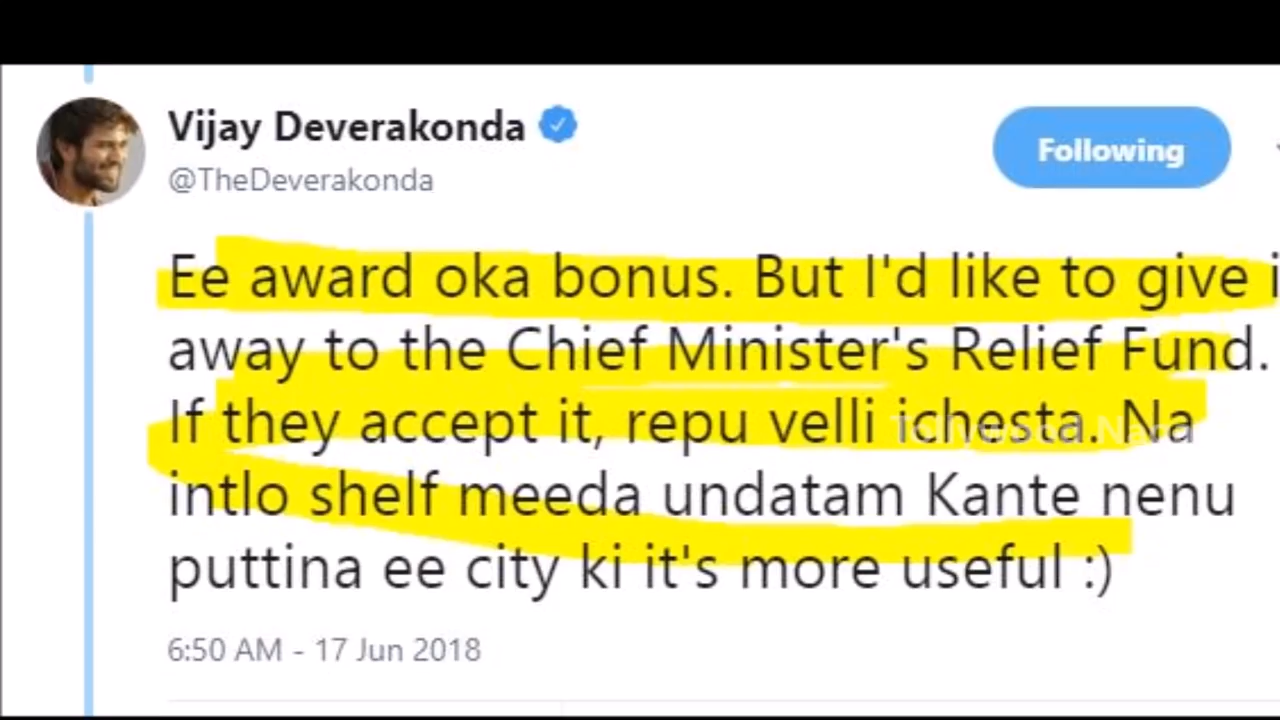 Vijay Deverakonda
@TheDeverakonda
Following
Ee award oka bonus. But I'd like to give i
away to the Chief Minister's Relief Fund.
If they accept it, repu velli ichesta. Na
intlo shelf meeda undatam Kante nenu
puttina ee city ki it's more useful :)
6:50 AM - 17 Jun 2018
Tollywood Nana